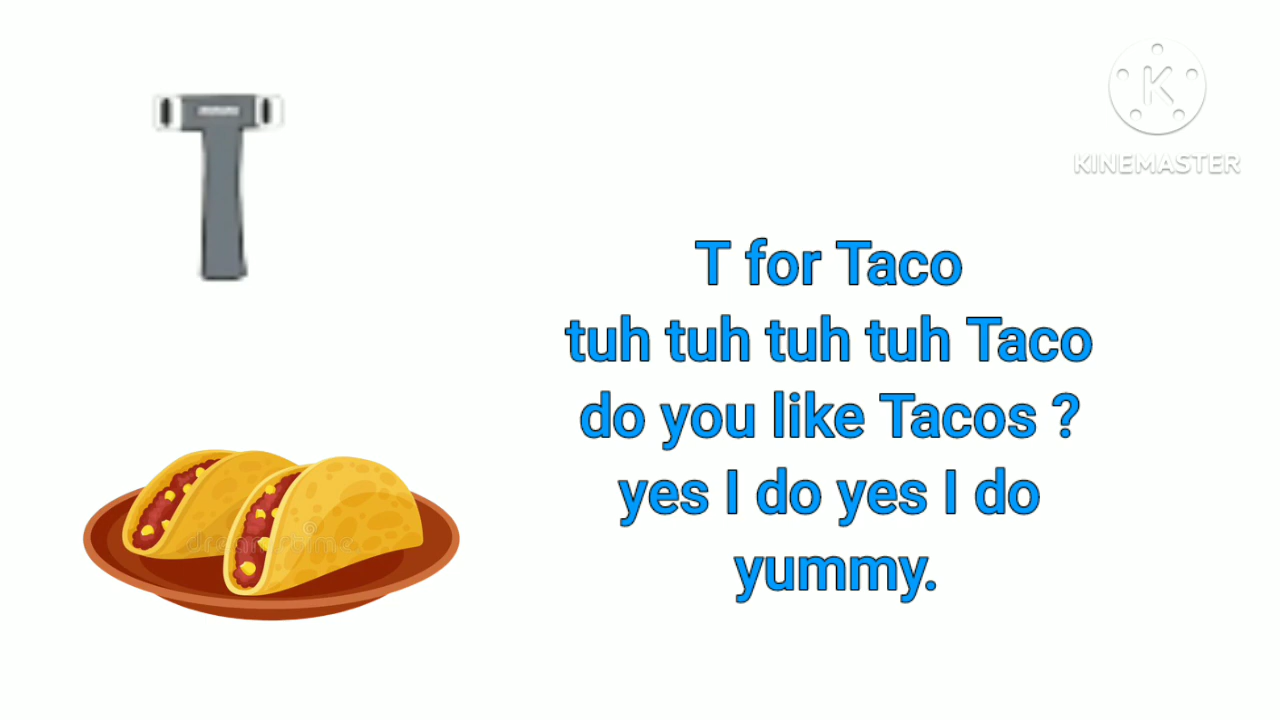 T
KINEMASTER
T for Taco
tuh tuh tuh tuh Taco
do you like Tacos ?
yes I do yes I do
yummy.